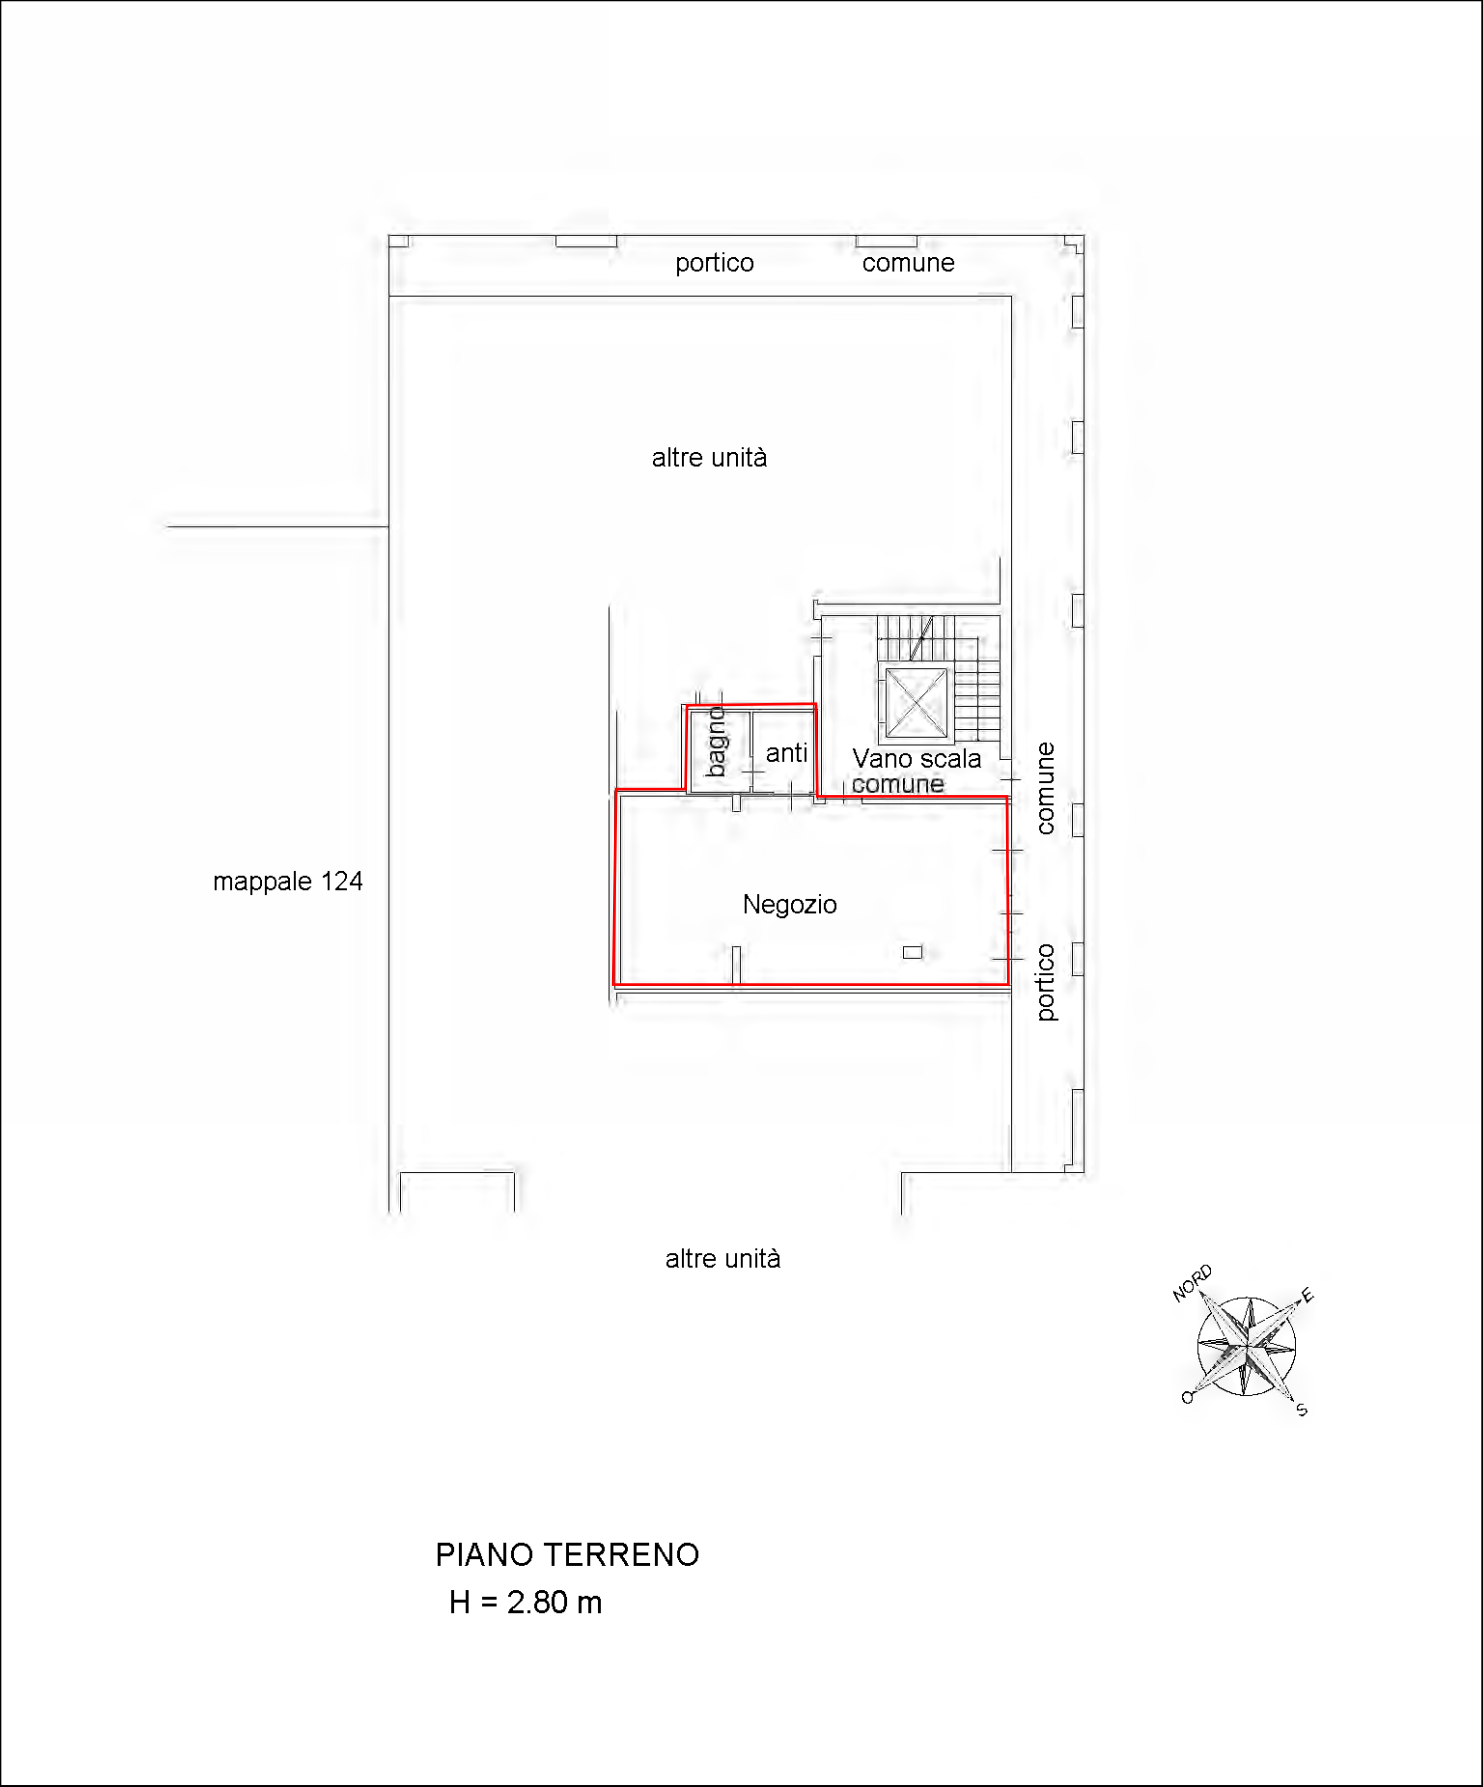 portico comune
altre unità
bagno
anti
Vano scala
comune
comune
mappale 124
Negozio
portico
altre unità
NORD
E
O
S
PIANO TERRENO
H = 2.80 m